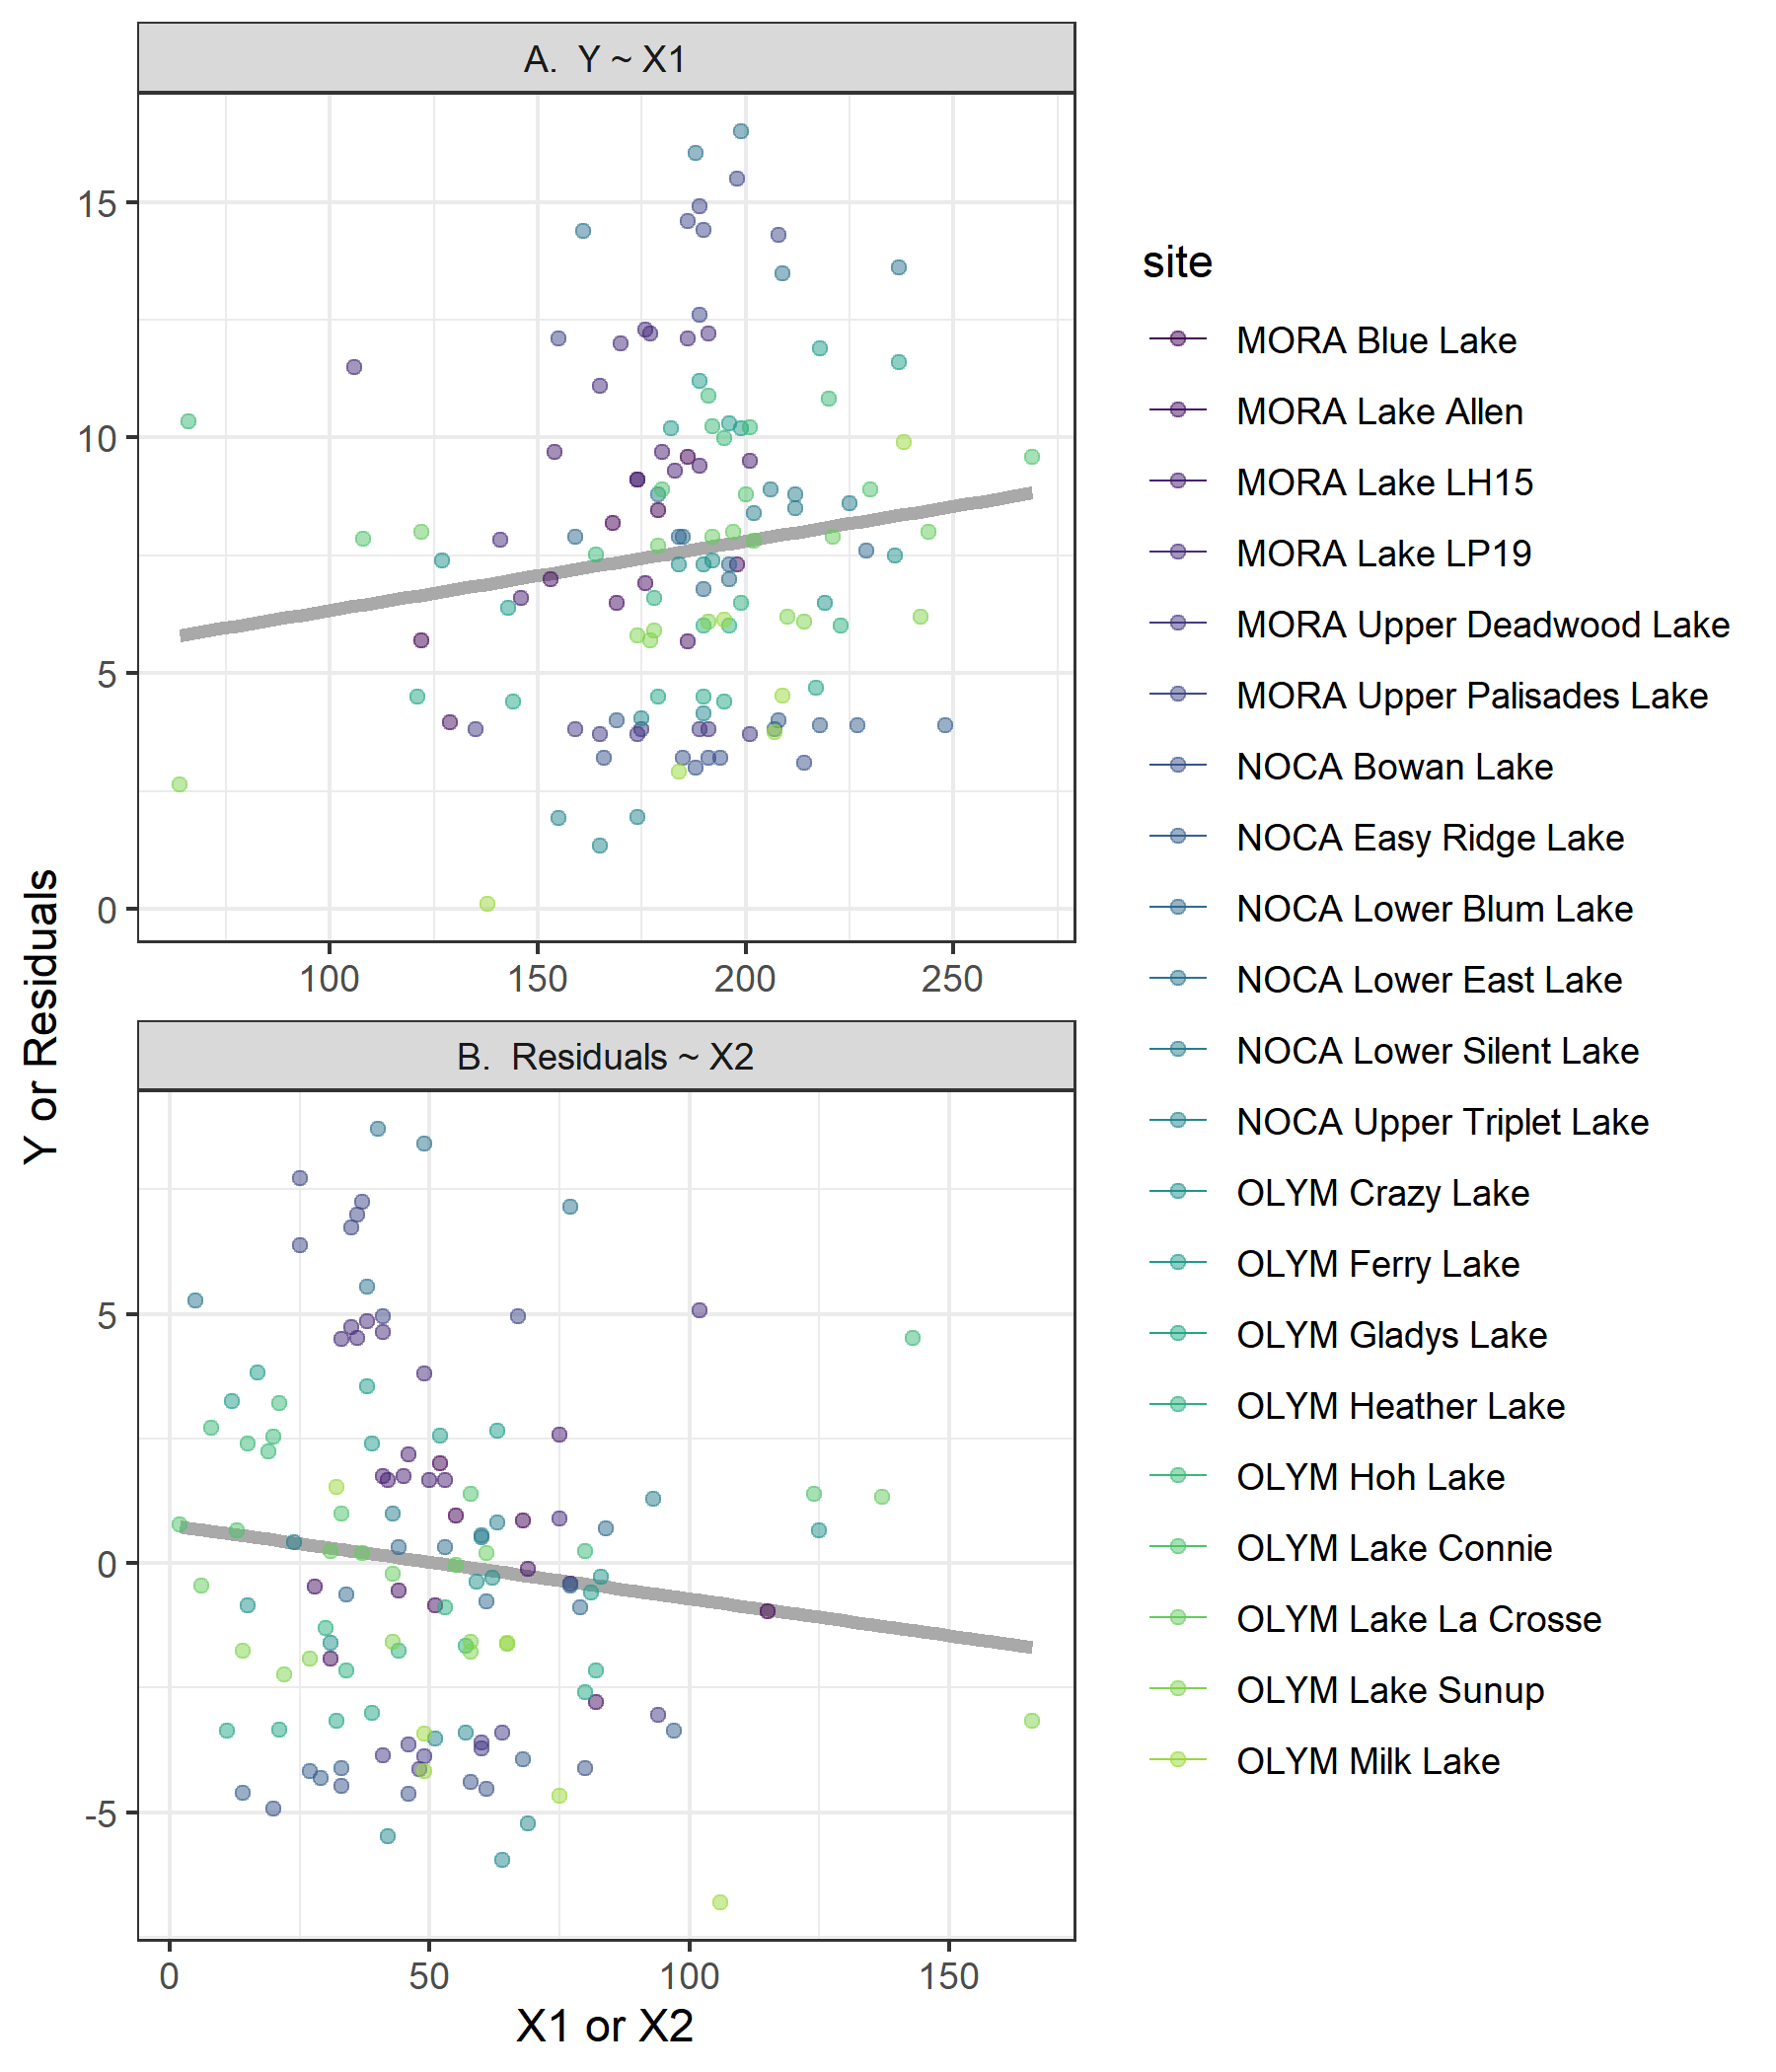 A.  Y ~ X1
15
10
5
0
100 150 200 250
B.  Residuals ~ X2
5
0
-5
0 50 100 150
X1 or X2
Y or Residuals
site
MORA Blue Lake
MORA Lake Allen
MORA Lake LH15
MORA Lake LP19
MORA Upper Deadwood Lake
MORA Upper Palisades Lake
NOCA Bowan Lake
NOCA Easy Ridge Lake
NOCA Lower Blum Lake
NOCA Lower East Lake
NOCA Lower Silent Lake
NOCA Upper Triplet Lake
OLYM Crazy Lake
OLYM Ferry Lake
OLYM Gladys Lake
OLYM Heather Lake
OLYM Hoh Lake
OLYM Lake Connie
OLYM Lake La Crosse
OLYM Lake Sunup
OLYM Milk Lake